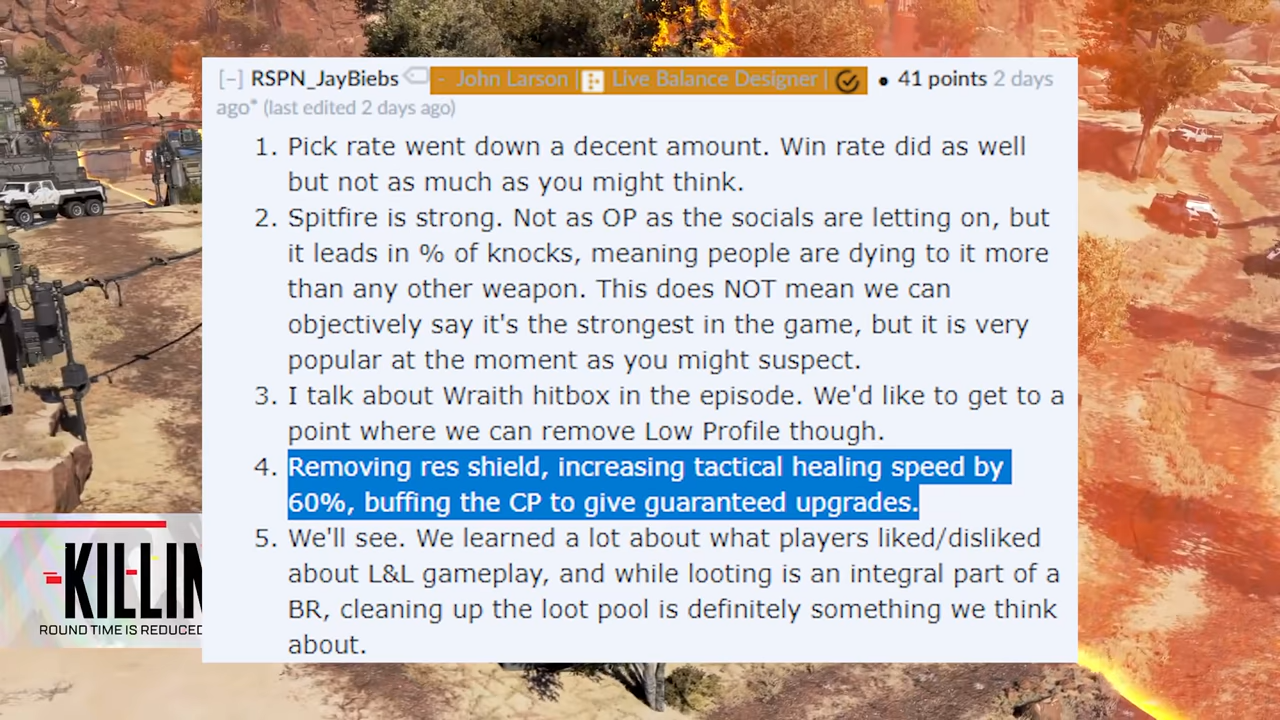 [–] RSPN_JayBiebs - John Larson | Live Balance Designer | • 41 points 2 days
ago* (last edited 2 days ago)
1. Pick rate went down a decent amount. Win rate did as well
but not as much as you might think.
2. Spitfire is strong. Not as OP as the socials are letting on, but
it leads in % of knocks, meaning people are dying to it more
than any other weapon. This does NOT mean we can
objectively say it's the strongest in the game, but it is very
popular at the moment as you might suspect.
3. I talk about Wraith hitbox in the episode. We'd like to get to a
point where we can remove Low Profile though.
4. Removing res shield, increasing tactical healing speed by
60%, buffing the CP to give guaranteed upgrades.
5. We'll see. We learned a lot about what players liked/disliked
about L&L gameplay, and while looting is an integral part of a
BR, cleaning up the loot pool is definitely something we think
about.
KILLIN
ROUND TIME IS REDUCED